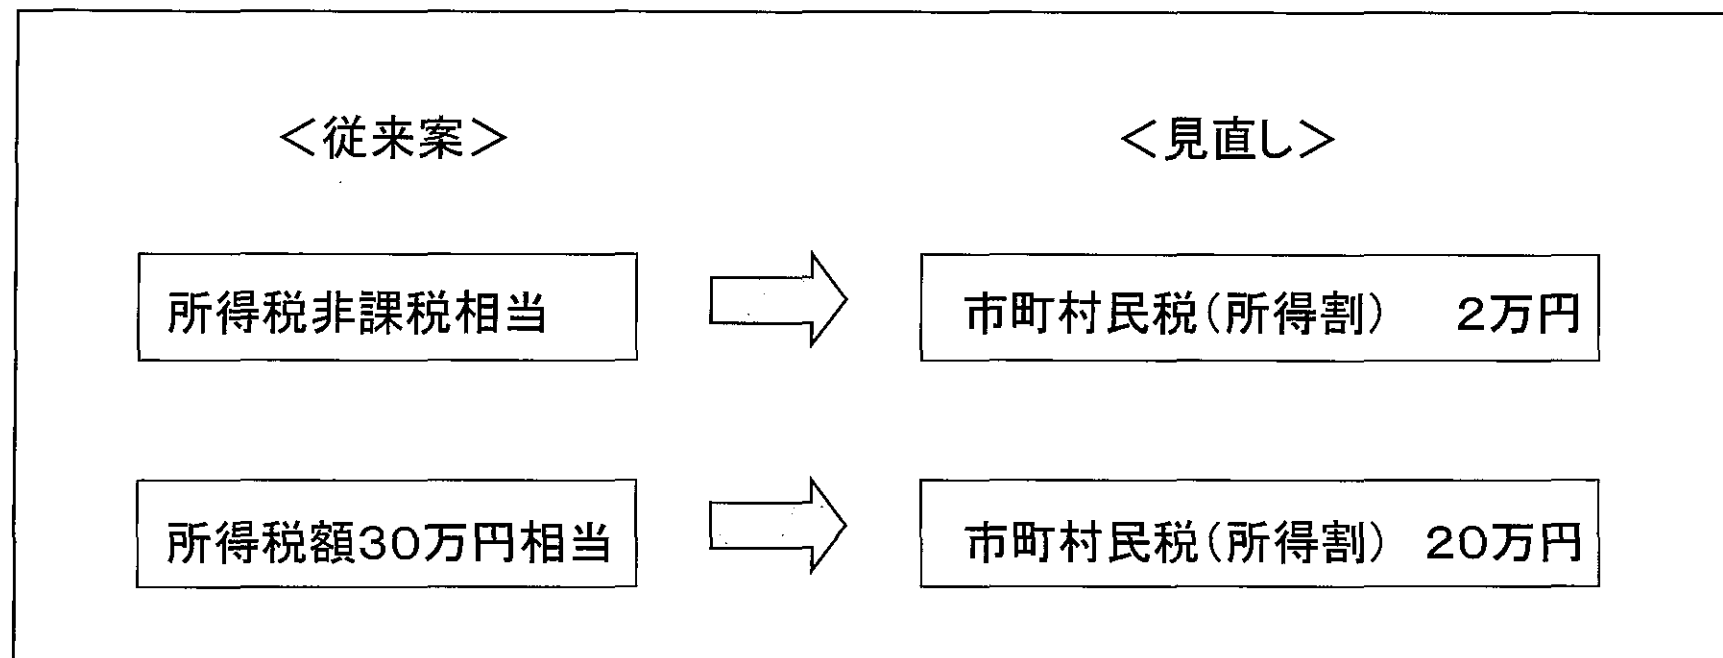 ＜従来案＞
＜見直し＞
所得税非課税相当
市町村民税（所得割）　２万円
所得税額３０万円相当
市町村民税（所得割）　２０万円